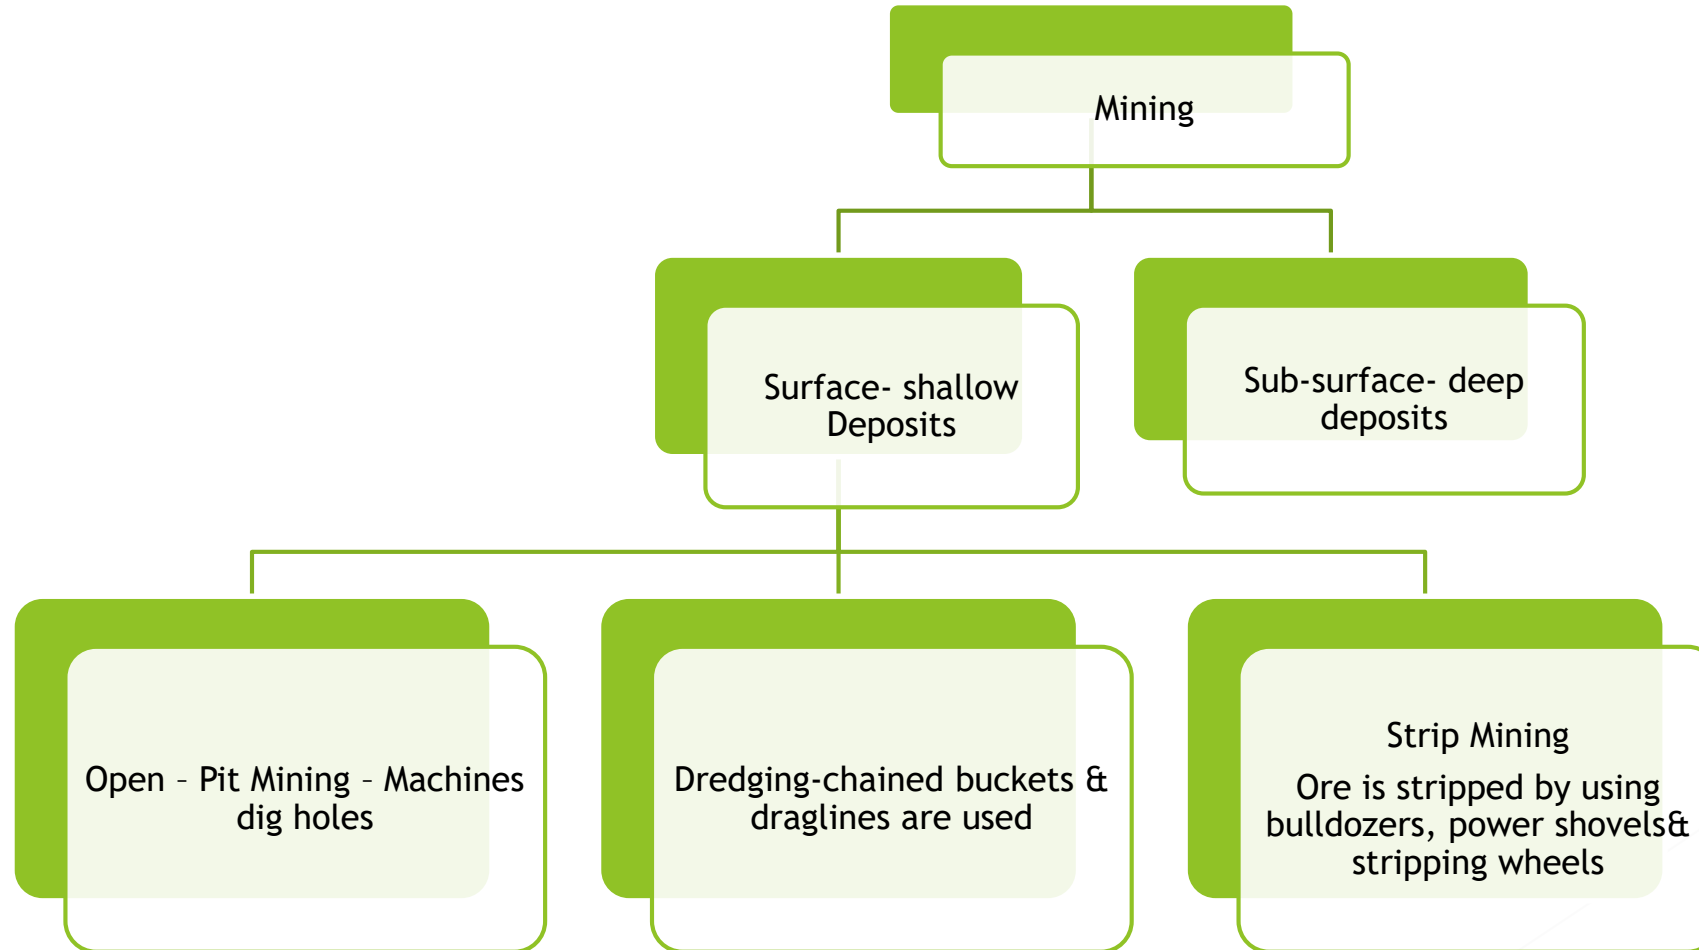 Mining
Surface- shallow
Deposits
Sub-surface- deep
deposits
Open – Pit Mining – Machines
dig holes
Dredging-chained buckets &
draglines are used
Strip Mining
Ore is stripped by using
bulldozers, power shovels&
stripping wheels